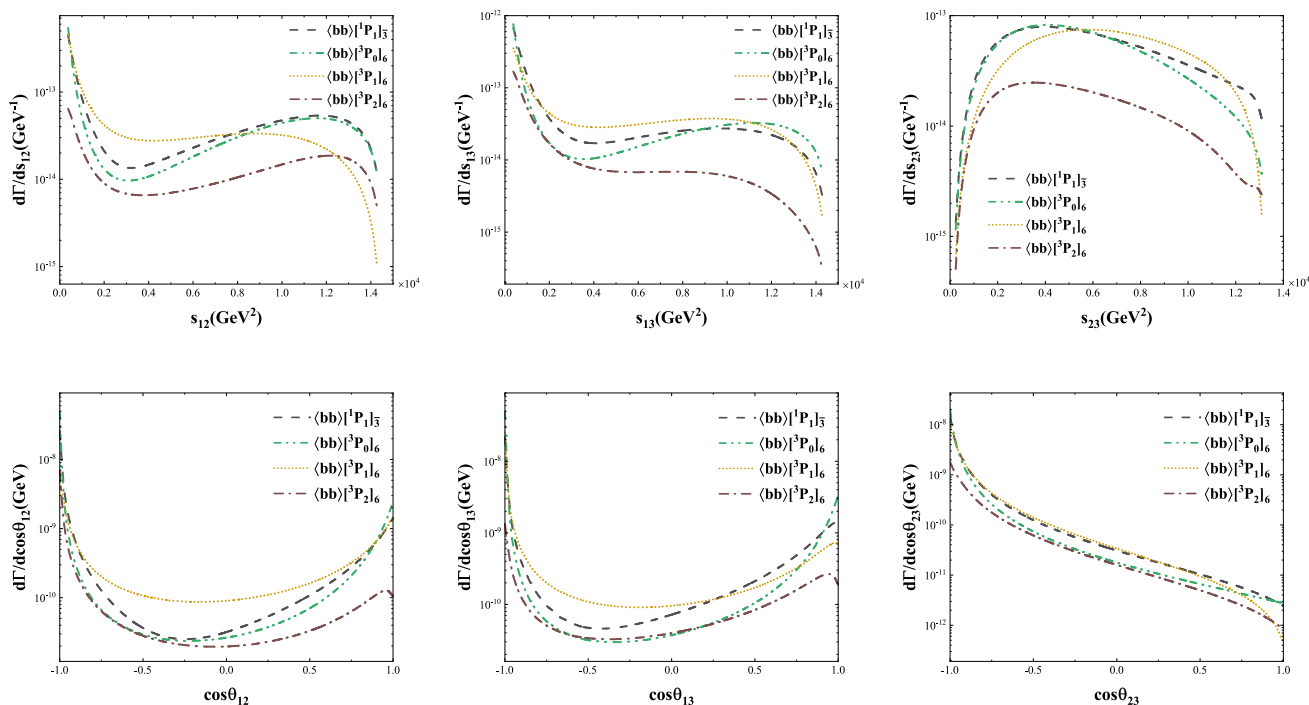 10⁻¹³
10⁻¹⁴
10⁻¹⁵
dΓ/ds₁₂(GeV⁻¹)
⟨bb⟩[¹P₁]_3̄
⟨bb⟩[³P₀]₆
⟨bb⟩[³P₁]₆
⟨bb⟩[³P₂]₆
0.0 0.2 0.4 0.6 0.8 1.0 1.2 1.4
×10⁴
s₁₂(GeV²)
10⁻¹²
10⁻¹³
10⁻¹⁴
10⁻¹⁵
dΓ/ds₁₃(GeV⁻¹)
⟨bb⟩[¹P₁]_3̄
⟨bb⟩[³P₀]₆
⟨bb⟩[³P₁]₆
⟨bb⟩[³P₂]₆
0.0 0.2 0.4 0.6 0.8 1.0 1.2 1.4
×10⁴
s₁₃(GeV²)
10⁻¹³
10⁻¹⁴
10⁻¹⁵
dΓ/ds₂₃(GeV⁻¹)
⟨bb⟩[¹P₁]_3̄
⟨bb⟩[³P₀]₆
⟨bb⟩[³P₁]₆
⟨bb⟩[³P₂]₆
0.0 0.2 0.4 0.6 0.8 1.0 1.2 1.4
×10⁴
s₂₃(GeV²)
10⁻⁸
10⁻⁹
10⁻¹⁰
dΓ/dcosθ₁₂(GeV)
⟨bb⟩[¹P₁]_3̄
⟨bb⟩[³P₀]₆
⟨bb⟩[³P₁]₆
⟨bb⟩[³P₂]₆
-1.0 -0.5 0.0 0.5 1.0
cosθ₁₂
10⁻⁸
10⁻⁹
10⁻¹⁰
dΓ/dcosθ₁₃(GeV)
⟨bb⟩[¹P₁]_3̄
⟨bb⟩[³P₀]₆
⟨bb⟩[³P₁]₆
⟨bb⟩[³P₂]₆
-1.0 -0.5 0.0 0.5 1.0
cosθ₁₃
10⁻⁸
10⁻⁹
10⁻¹⁰
10⁻¹¹
10⁻¹²
dΓ/dcosθ₂₃(GeV)
⟨bb⟩[¹P₁]_3̄
⟨bb⟩[³P₀]₆
⟨bb⟩[³P₁]₆
⟨bb⟩[³P₂]₆
-1.0 -0.5 0.0 0.5 1.0
cosθ₂₃